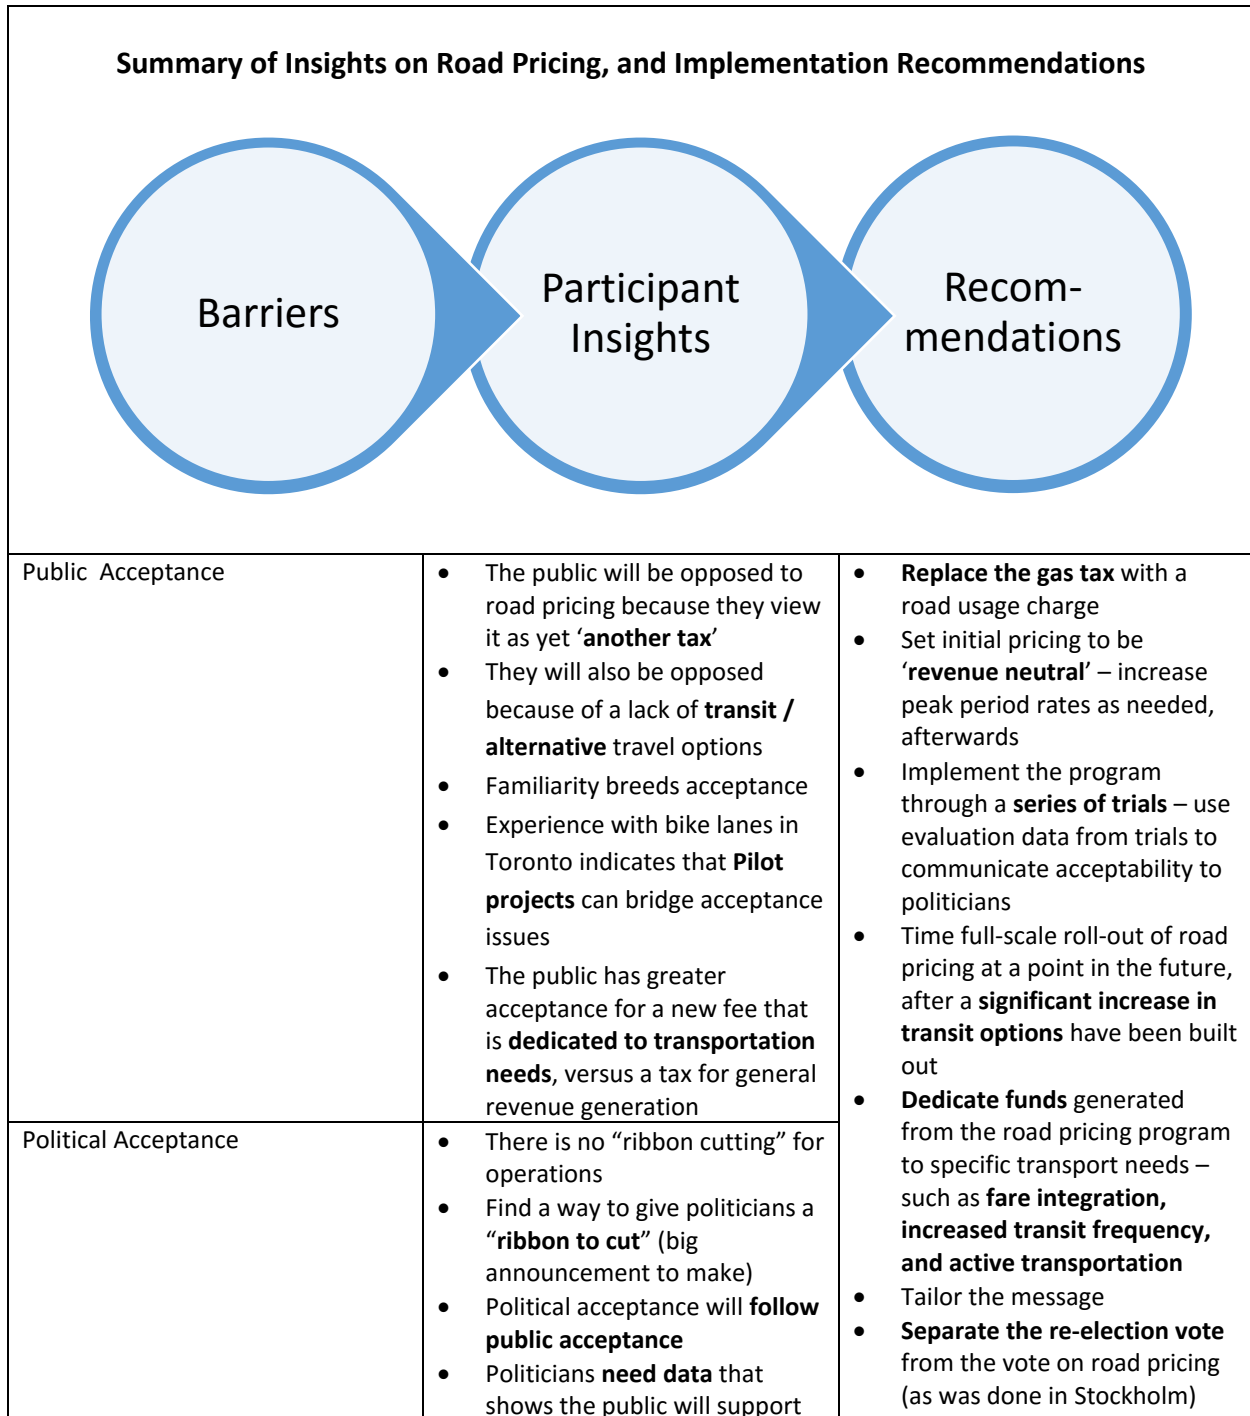 Summary of Insights on Road Pricing, and Implementation Recommendations
Barriers
Participant
Insights
Recom-
mendations
Public  Acceptance
• The public will be opposed to
road pricing because they view
it as yet ‘another tax’
• They will also be opposed
because of a lack of transit /
alternative travel options
• Familiarity breeds acceptance
• Experience with bike lanes in
Toronto indicates that Pilot
projects can bridge acceptance
issues
• The public has greater
acceptance for a new fee that
is dedicated to transportation
needs, versus a tax for general
revenue generation
Political Acceptance
• There is no “ribbon cutting” for
operations
• Find a way to give politicians a
“ribbon to cut” (big
announcement to make)
• Political acceptance will follow
public acceptance
• Politicians need data that
shows the public will support
• Replace the gas tax with a
road usage charge
• Set initial pricing to be
‘revenue neutral’ – increase
peak period rates as needed,
afterwards
• Implement the program
through a series of trials – use
evaluation data from trials to
communicate acceptability to
politicians
• Time full-scale roll-out of road
pricing at a point in the future,
after a significant increase in
transit options have been built
out
• Dedicate funds generated
from the road pricing program
to specific transport needs –
such as fare integration,
increased transit frequency,
and active transportation
• Tailor the message
• Separate the re-election vote
from the vote on road pricing
(as was done in Stockholm)